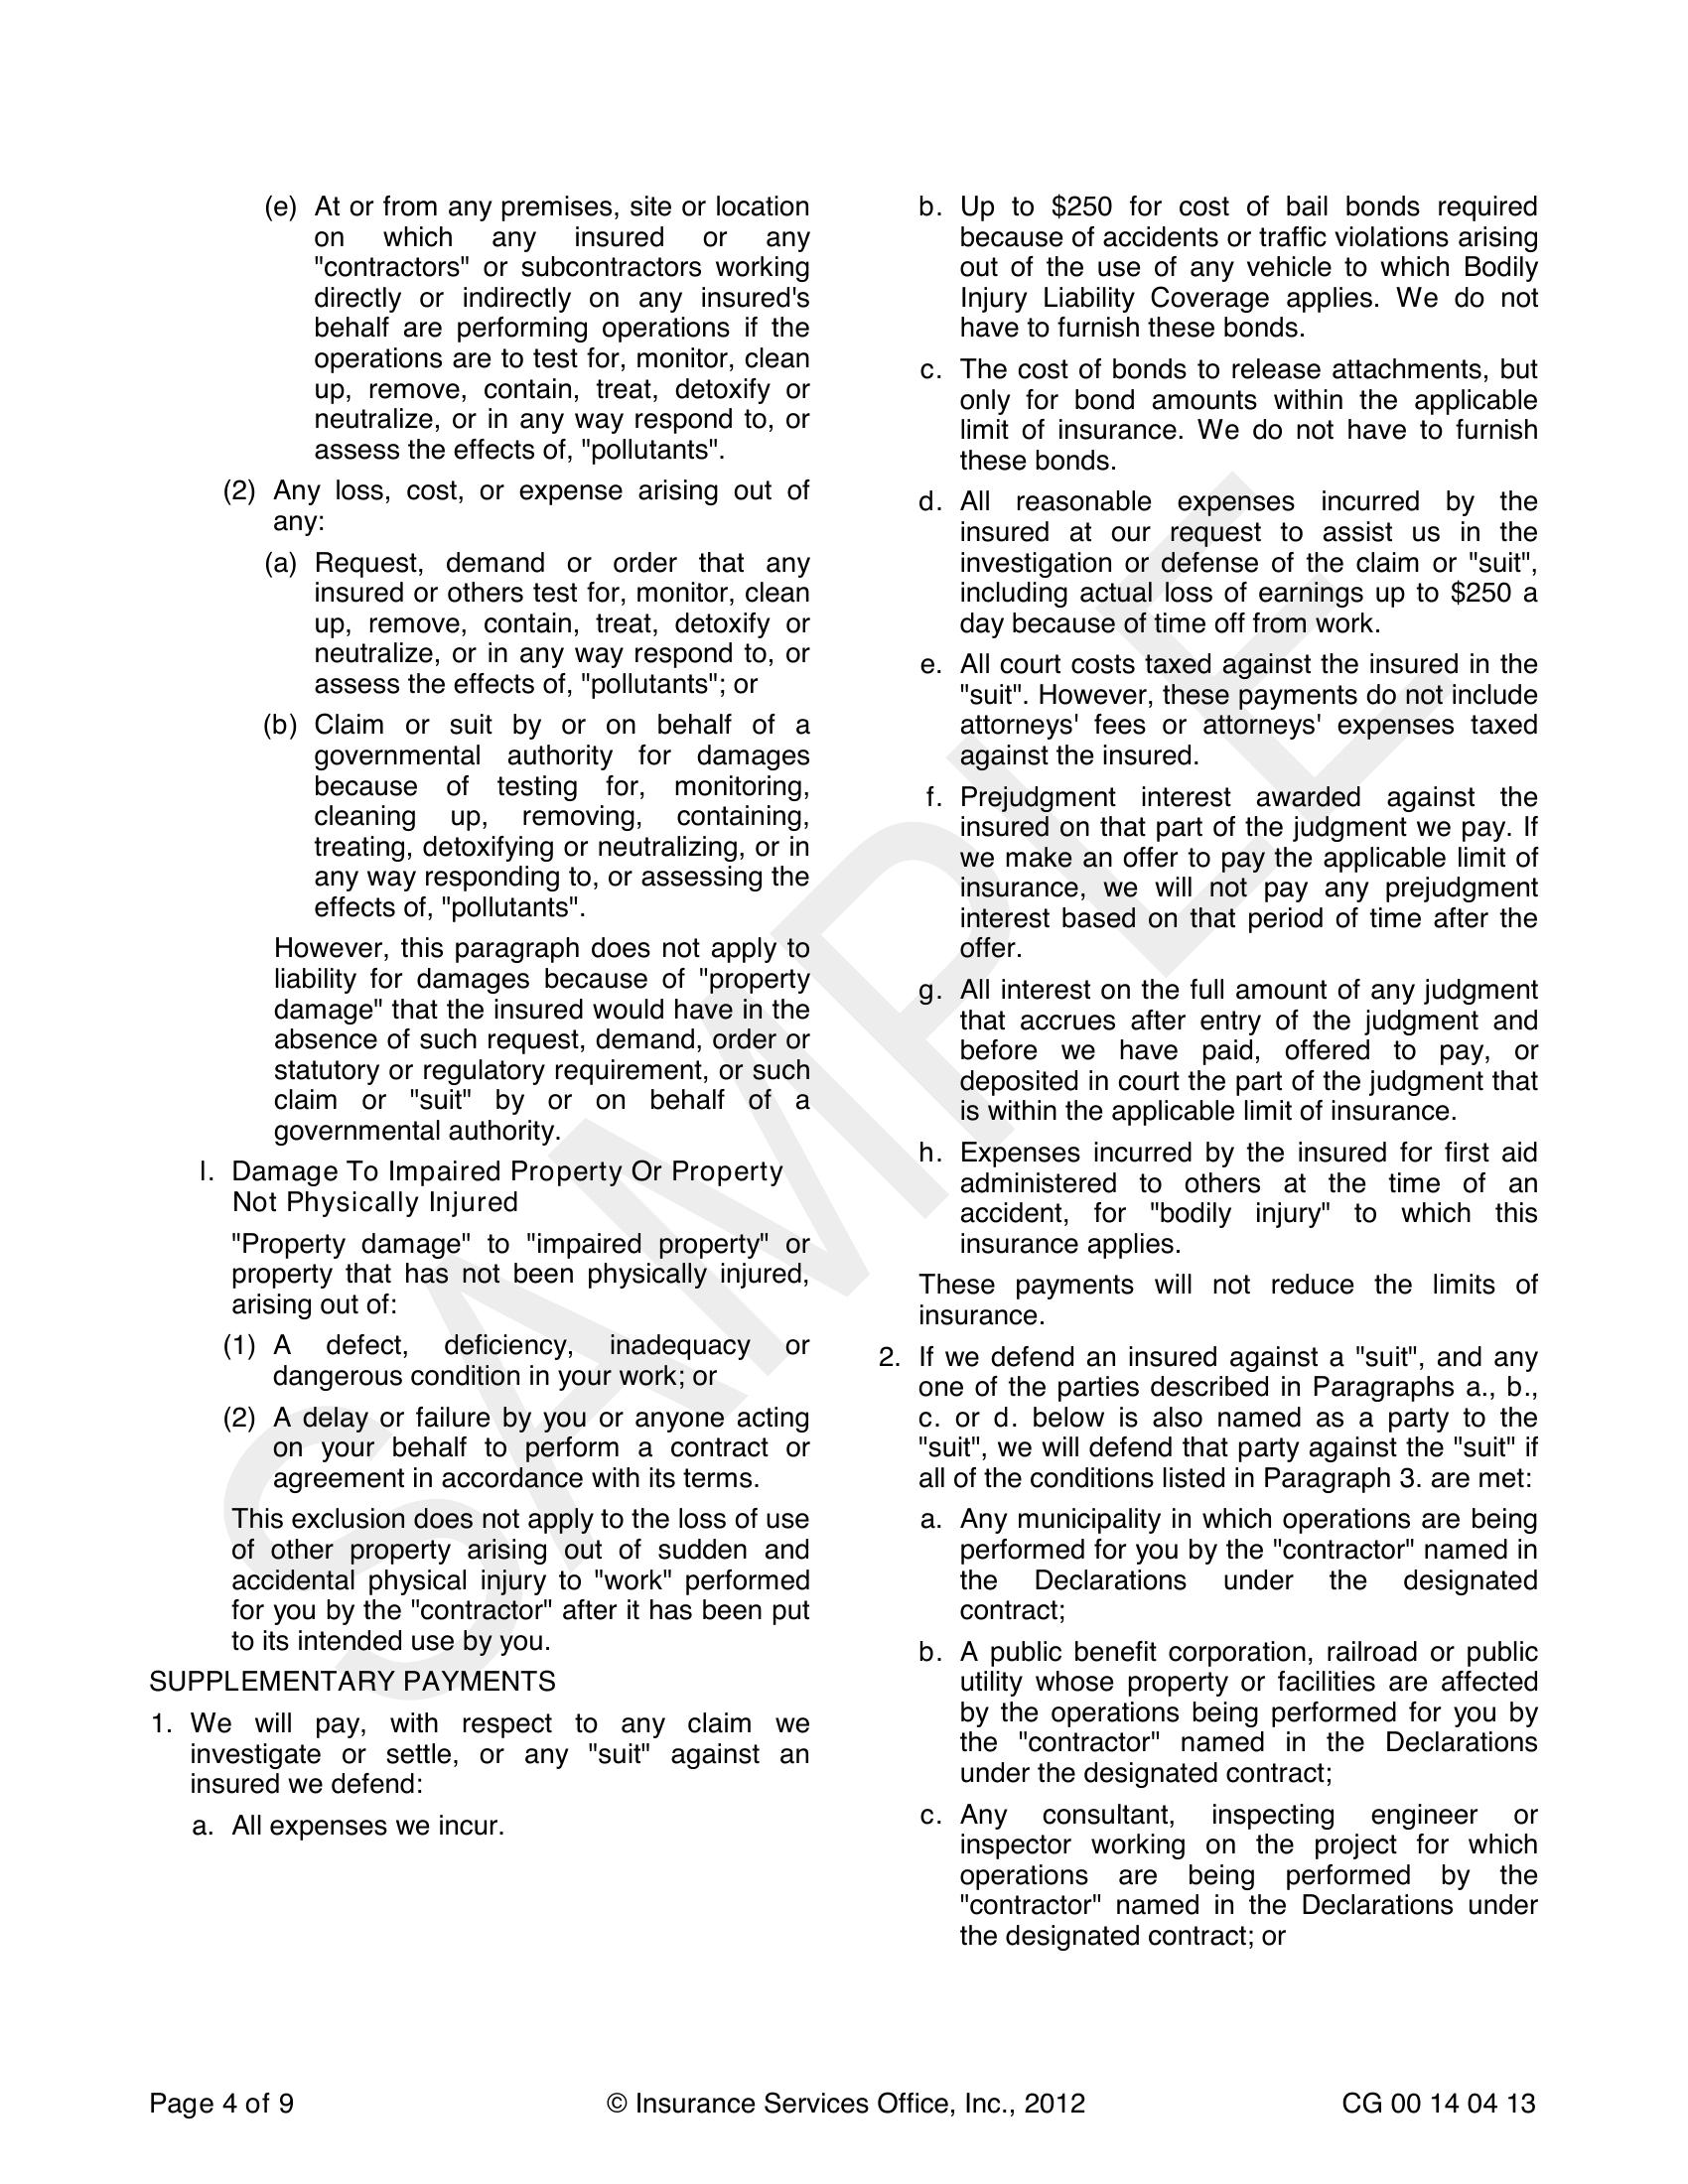 (e) At or from any premises, site or location
on which any insured or any
"contractors" or subcontractors working
directly or indirectly on any insured's
behalf are performing operations if the
operations are to test for, monitor, clean
up, remove, contain, treat, detoxify or
neutralize, or in any way respond to, or
assess the effects of, "pollutants".
(2) Any loss, cost, or expense arising out of
any:
(a) Request, demand or order that any
insured or others test for, monitor, clean
up, remove, contain, treat, detoxify or
neutralize, or in any way respond to, or
assess the effects of, "pollutants"; or
(b) Claim or suit by or on behalf of a
governmental authority for damages
because of testing for, monitoring,
cleaning up, removing, containing,
treating, detoxifying or neutralizing, or in
any way responding to, or assessing the
effects of, "pollutants".
However, this paragraph does not apply to
liability for damages because of "property
damage" that the insured would have in the
absence of such request, demand, order or
statutory or regulatory requirement, or such
claim or "suit" by or on behalf of a
governmental authority.
l. Damage To Impaired Property Or Property
Not Physically Injured
"Property damage" to "impaired property" or
property that has not been physically injured,
arising out of:
(1) A defect, deficiency, inadequacy or
dangerous condition in your work; or
(2) A delay or failure by you or anyone acting
on your behalf to perform a contract or
agreement in accordance with its terms.
This exclusion does not apply to the loss of use
of other property arising out of sudden and
accidental physical injury to "work" performed
for you by the "contractor" after it has been put
to its intended use by you.
SUPPLEMENTARY PAYMENTS
1. We will pay, with respect to any claim we
investigate or settle, or any "suit" against an
insured we defend:
a. All expenses we incur.
b. Up to $250 for cost of bail bonds required
because of accidents or traffic violations arising
out of the use of any vehicle to which Bodily
Injury Liability Coverage applies. We do not
have to furnish these bonds.
c. The cost of bonds to release attachments, but
only for bond amounts within the applicable
limit of insurance. We do not have to furnish
these bonds.
d. All reasonable expenses incurred by the
insured at our request to assist us in the
investigation or defense of the claim or "suit",
including actual loss of earnings up to $250 a
day because of time off from work.
e. All court costs taxed against the insured in the
"suit". However, these payments do not include
attorneys' fees or attorneys' expenses taxed
against the insured.
f. Prejudgment interest awarded against the
insured on that part of the judgment we pay. If
we make an offer to pay the applicable limit of
insurance, we will not pay any prejudgment
interest based on that period of time after the
offer.
g. All interest on the full amount of any judgment
that accrues after entry of the judgment and
before we have paid, offered to pay, or
deposited in court the part of the judgment that
is within the applicable limit of insurance.
h. Expenses incurred by the insured for first aid
administered to others at the time of an
accident, for "bodily injury" to which this
insurance applies.
These payments will not reduce the limits of
insurance.
2. If we defend an insured against a "suit", and any
one of the parties described in Paragraphs a., b.,
c. or d. below is also named as a party to the
"suit", we will defend that party against the "suit" if
all of the conditions listed in Paragraph 3. are met:
a. Any municipality in which operations are being
performed for you by the "contractor" named in
the Declarations under the designated
contract;
b. A public benefit corporation, railroad or public
utility whose property or facilities are affected
by the operations being performed for you by
the "contractor" named in the Declarations
under the designated contract;
c. Any consultant, inspecting engineer or
inspector working on the project for which
operations are being performed by the
"contractor" named in the Declarations under
the designated contract; or
SAMPLE
Page 4 of 9 © Insurance Services Office, Inc., 2012 CG 00 14 04 13